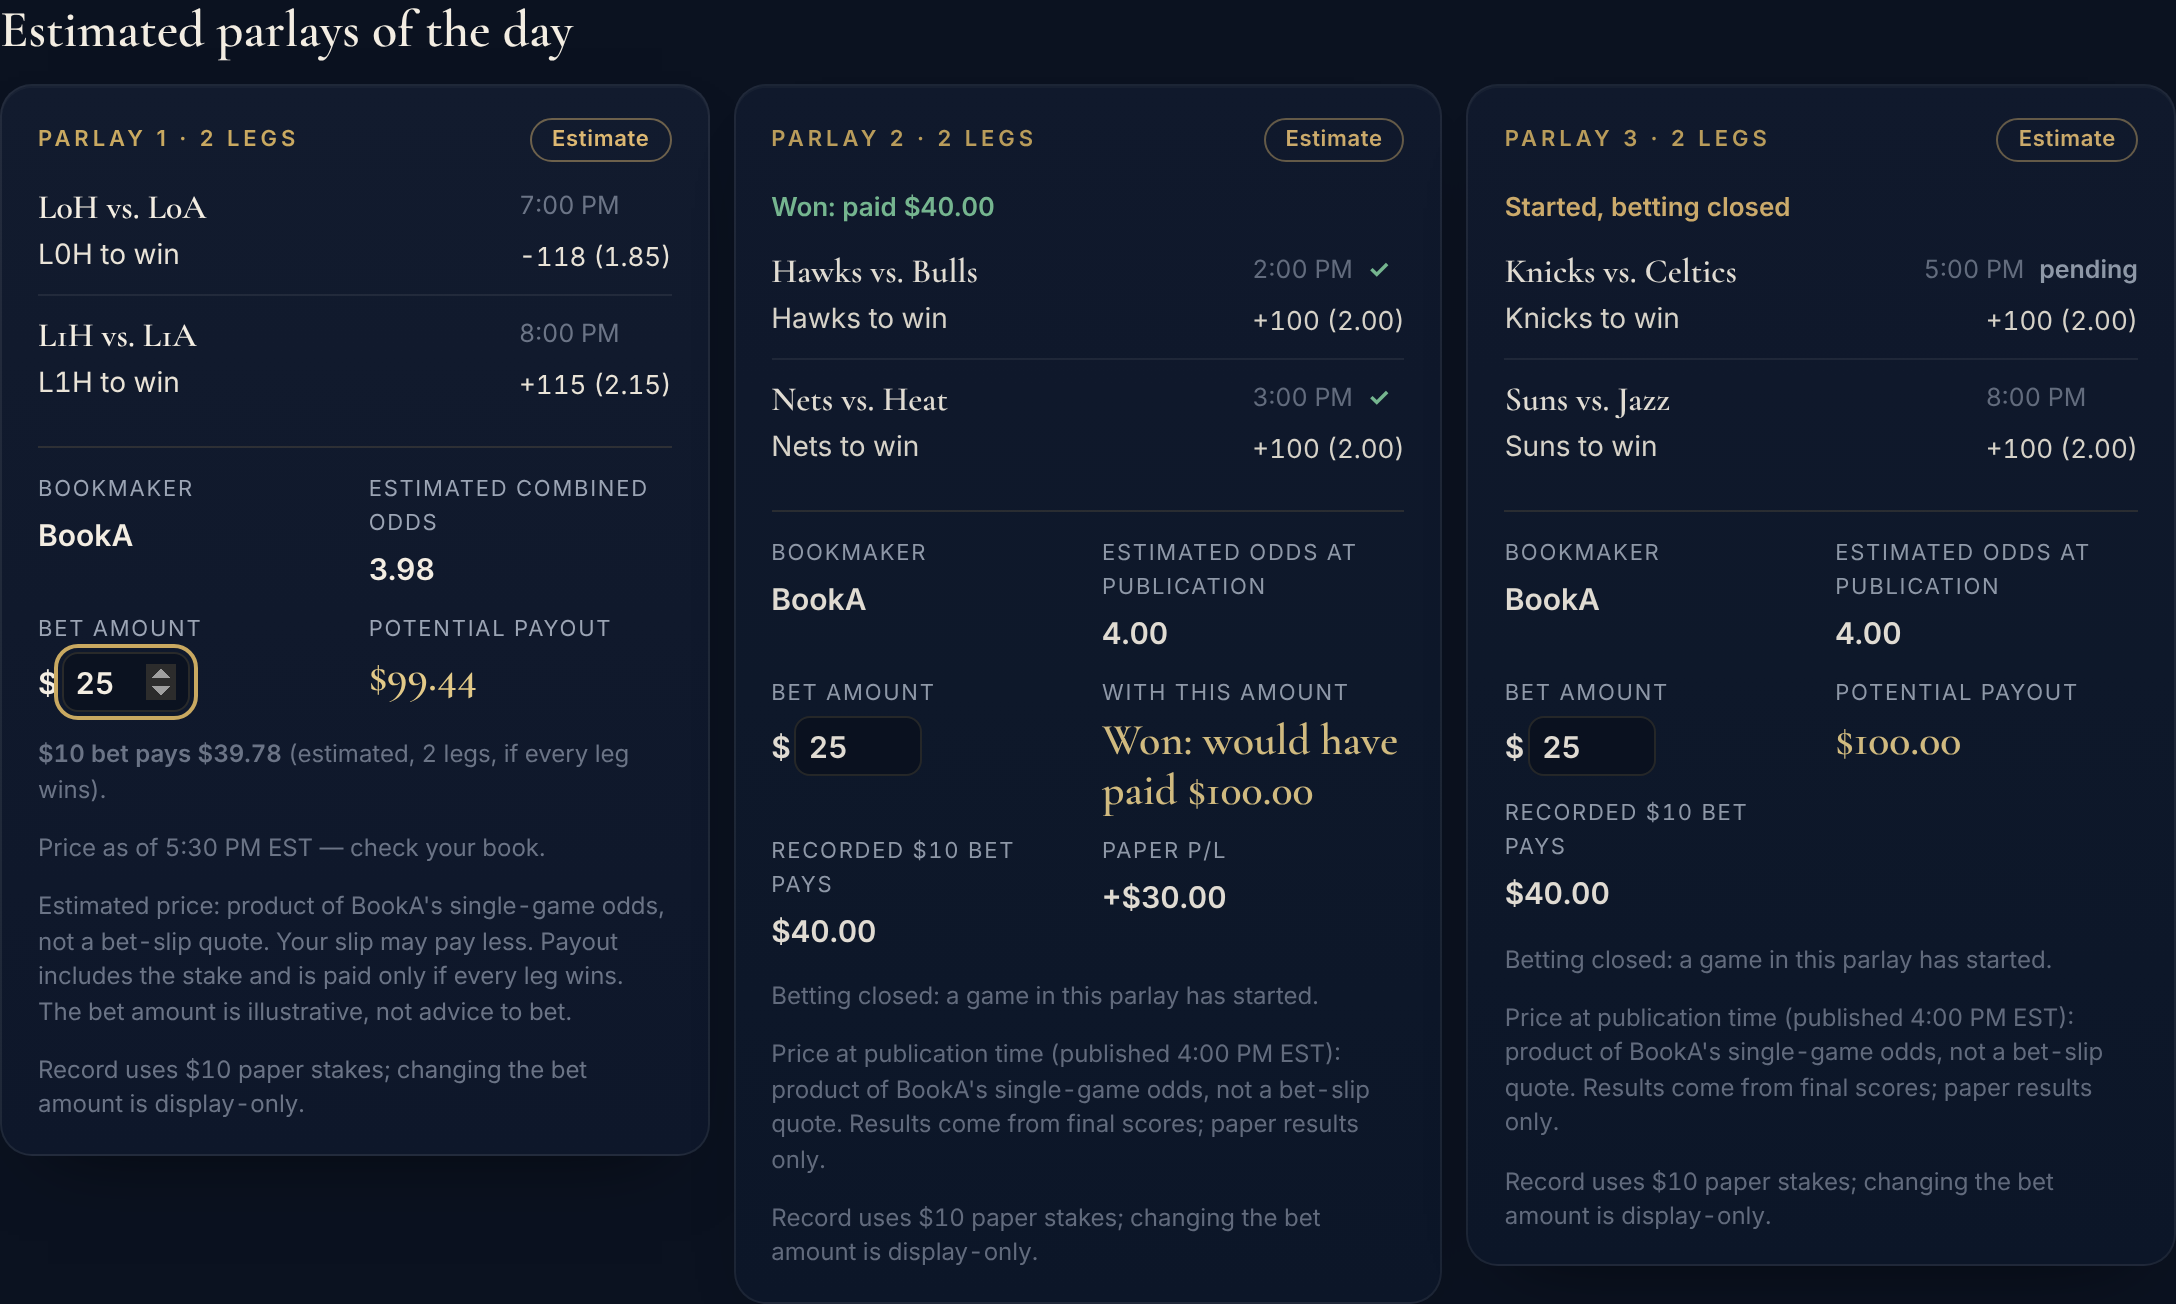 Estimated parlays of the day
PARLAY 1 · 2 LEGS
Estimate
LoH vs. LoA
7:00 PM
L0H to win
-118 (1.85)
L1H vs. L1A
8:00 PM
L1H to win
+115 (2.15)
BOOKMAKER
BookA
ESTIMATED COMBINED
ODDS
3.98
BET AMOUNT
$ 25
POTENTIAL PAYOUT
$99.44
$10 bet pays $39.78 (estimated, 2 legs, if every leg
wins).
Price as of 5:30 PM EST — check your book.
Estimated price: product of BookA's single-game odds,
not a bet-slip quote. Your slip may pay less. Payout
includes the stake and is paid only if every leg wins.
The bet amount is illustrative, not advice to bet.
Record uses $10 paper stakes; changing the bet
amount is display-only.
PARLAY 2 · 2 LEGS
Estimate
Won: paid $40.00
Hawks vs. Bulls
2:00 PM ✓
Hawks to win
+100 (2.00)
Nets vs. Heat
3:00 PM ✓
Nets to win
+100 (2.00)
BOOKMAKER
BookA
ESTIMATED ODDS AT
PUBLICATION
4.00
BET AMOUNT
$ 25
WITH THIS AMOUNT
Won: would have
paid $100.00
RECORDED $10 BET
PAYS
$40.00
PAPER P/L
+$30.00
Betting closed: a game in this parlay has started.
Price at publication time (published 4:00 PM EST):
product of BookA's single-game odds, not a bet-slip
quote. Results come from final scores; paper results
only.
Record uses $10 paper stakes; changing the bet
amount is display-only.
PARLAY 3 · 2 LEGS
Estimate
Started, betting closed
Knicks vs. Celtics
5:00 PM pending
Knicks to win
+100 (2.00)
Suns vs. Jazz
8:00 PM
Suns to win
+100 (2.00)
BOOKMAKER
BookA
ESTIMATED ODDS AT
PUBLICATION
4.00
BET AMOUNT
$ 25
POTENTIAL PAYOUT
$100.00
RECORDED $10 BET
PAYS
$40.00
Betting closed: a game in this parlay has started.
Price at publication time (published 4:00 PM EST):
product of BookA's single-game odds, not a bet-slip
quote. Results come from final scores; paper results
only.
Record uses $10 paper stakes; changing the bet
amount is display-only.